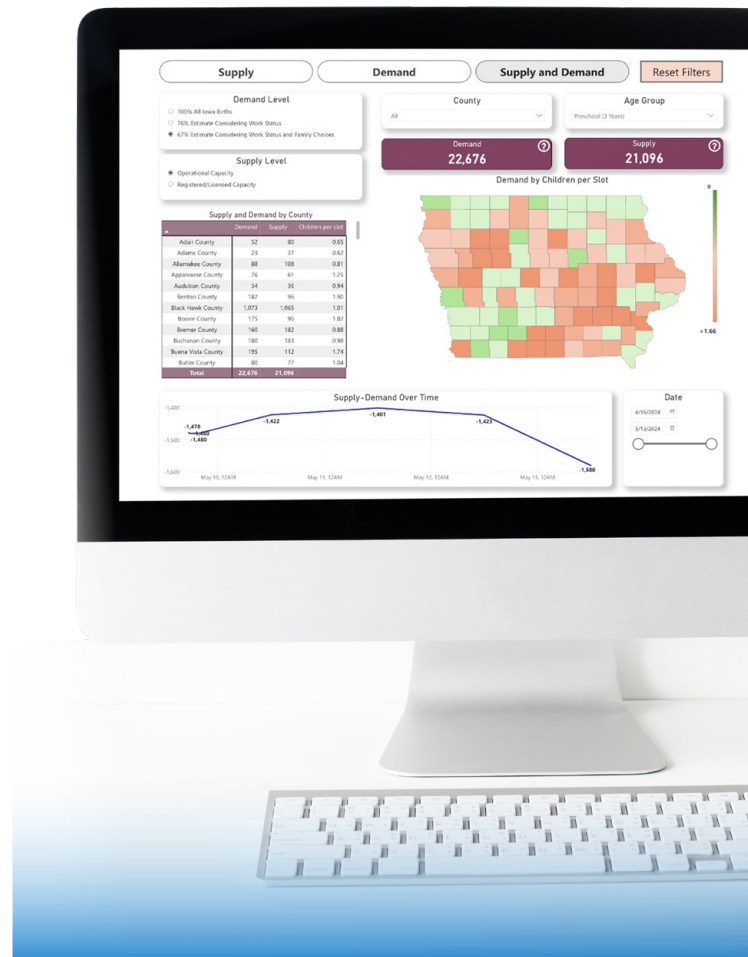 Supply
Demand
Supply and Demand
Reset Filters
Demand Level
100% All Iowa Births
76% Estimate Considering Work Status
67% Estimate Considering Work Status and Family Choices
Supply Level
Operational Capacity
Registered/Licensed Capacity
County
All
Age Group
Preschool (3 Years)
Demand
22,676
?
Supply
21,096
?
Supply and Demand by County
Demand Supply Children per slot
Adair County 52 80 0.65
Adams County 23 37 0.62
Allamakee County 88 108 0.81
Appanoose County 76 61 1.25
Audubon County 34 36 0.94
Benton County 182 96 1.90
Black Hawk County 1,073 1,065 1.01
Boone County 175 96 1.82
Bremer County 160 182 0.88
Buchanan County 180 183 0.98
Buena Vista County 195 112 1.74
Butler County 80 77 1.04
Total 22,676 21,096
Demand by Children per Slot
0
>1.66
Supply-Demand Over Time
-1,400
-1,500
-1,600
-1,478
-1,480
-1,480
-1,422
-1,401
-1,423
-1,580
May 10, 12AM
May 11, 12AM
May 12, 12AM
May 13, 12AM
Date
4/16/2024
5/13/2024